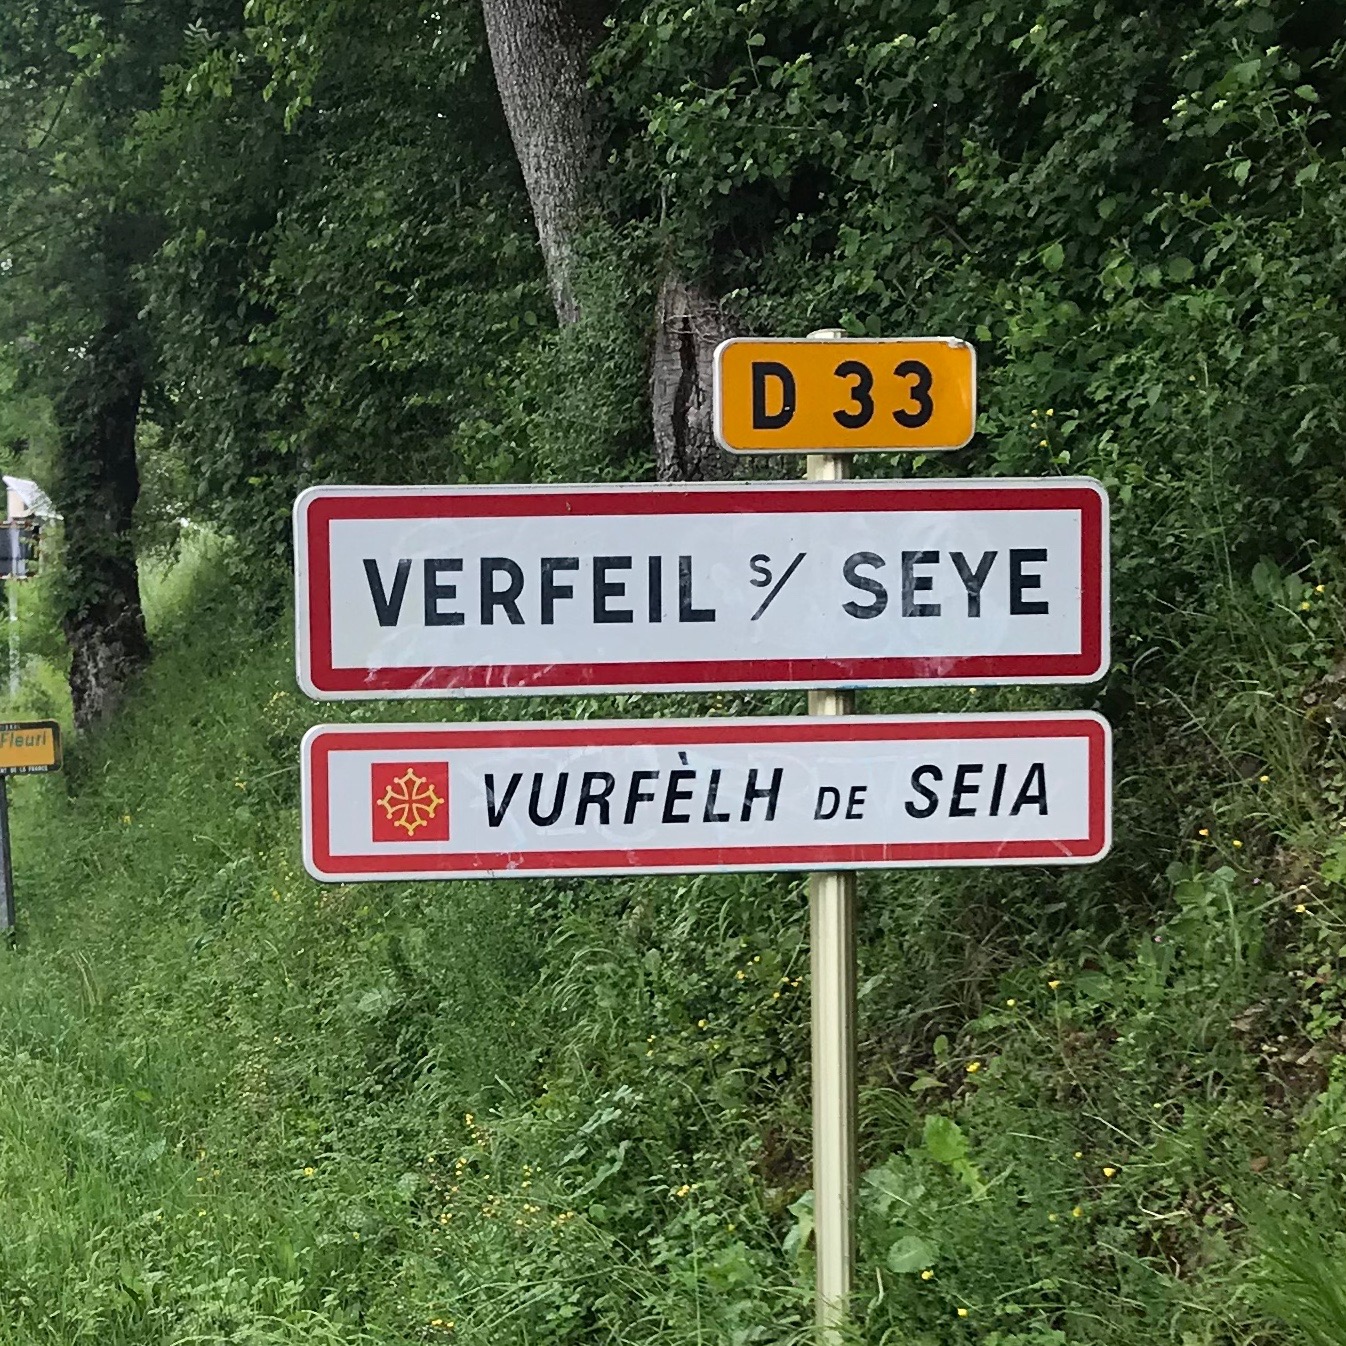 D 33
VERFEIL S/ SEYE
VURFÈLH DE SEIA
Fleuri